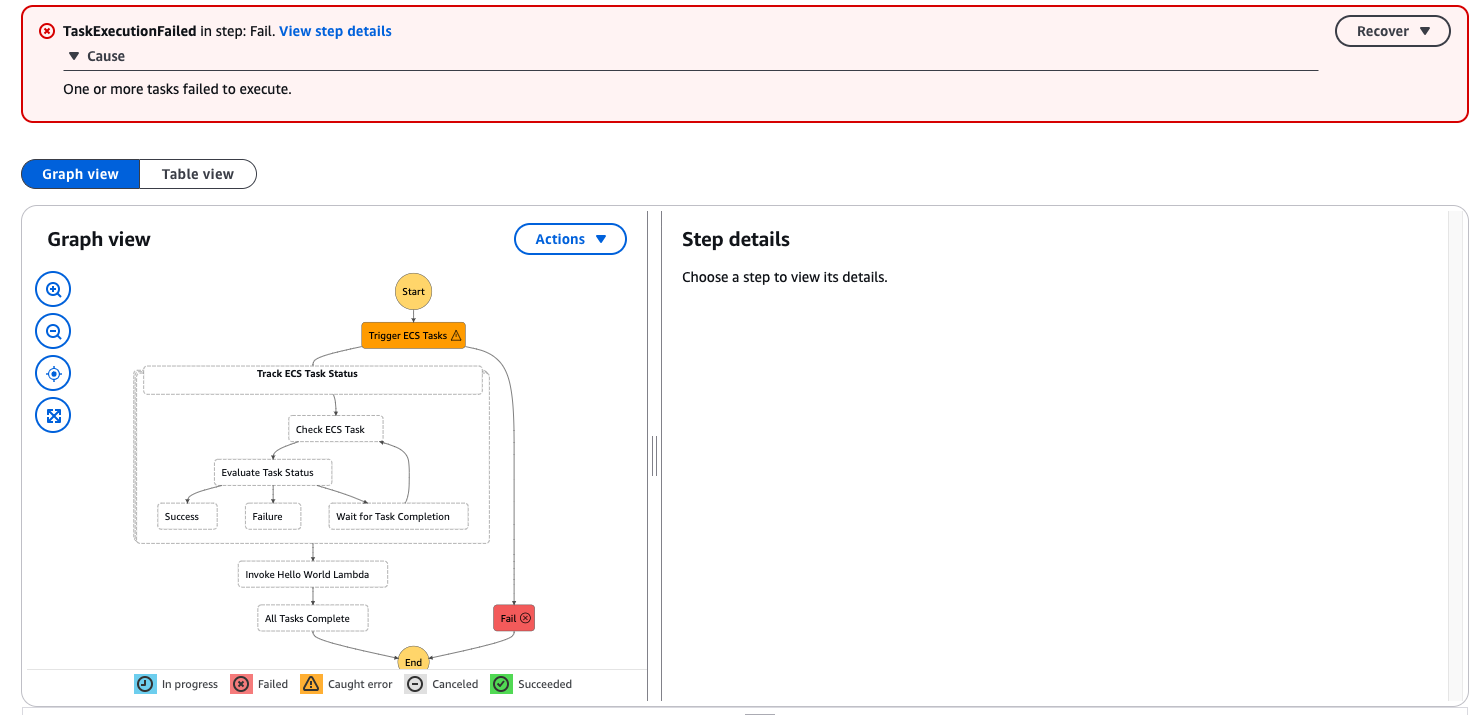 TaskExecutionFailed in step: Fail. View step details
Recover
Cause
One or more tasks failed to execute.
Graph view
Table view
Graph view
Actions
Start
Trigger ECS Tasks
Track ECS Task Status
Check ECS Task
Evaluate Task Status
Success
Failure
Wait for Task Completion
Invoke Hello World Lambda
All Tasks Complete
Fail
End
In progress
Failed
Caught error
Canceled
Succeeded
Step details
Choose a step to view its details.